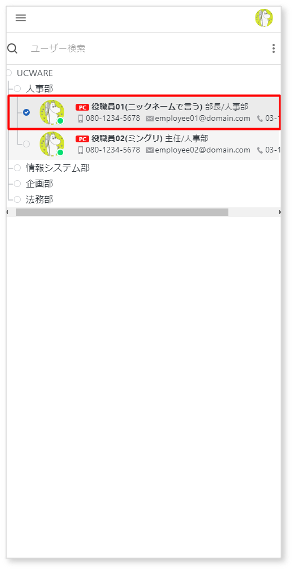 ユーザー検索
UCWARE
人事部
PC 役職員01(ニックネームで言う) 部長/人事部
080-1234-5678 employee01@domain.com 03-1
PC 役職員02(ミングリ) 主任/人事部
080-1234-5678 employee02@domain.com 03-1
情報システム部
企画部
法務部